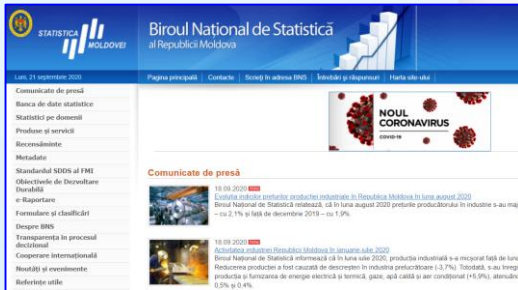 STATISTICA
MOLDOVEI
Biroul Național de Statistică
al Republicii Moldova
Luni, 21 septembrie 2020
Pagina principală | Contacte | Scrieți în adresa BNS | Întrebări și răspunsuri | Harta site-ului
Comunicate de presă
Banca de date statistice
Statistici pe domenii
Produse și servicii
Recensăminte
Metadate
Standardul SDDS al FMI
Obiectivele de Dezvoltare
Durabilă
e-Raportare
Formulare și clasificări
Despre BNS
Transparența în procesul
decizional
Cooperare internațională
Noutăți și evenimente
Referințe utile
NOUL
CORONAVIRUS
COVID-19
Comunicate de presă
18.09.2020
Evoluția indicilor prețurilor producției industriale în Republica Moldova în luna august 2020
Biroul Național de Statistică relatează, că în luna august 2020 prețurile producătorului în industrie s-au maj
– cu 2,1% și față de decembrie 2019 – cu 1,9%.
18.09.2020
Activitatea industriei Republicii Moldova în ianuarie-iulie 2020
Biroul Național de Statistică informează că în luna iulie 2020, producția industrială s-a micșorat față de luna
Reducerea producției a fost cauzată de descreșteri în industria prelucrătoare (-3,7%). Totodată, s-au înreg
producția și furnizarea de energie electrică și termică, gaze, apă caldă și aer condiționat (+5,9%), atenuând
0,5% și 0,4%.